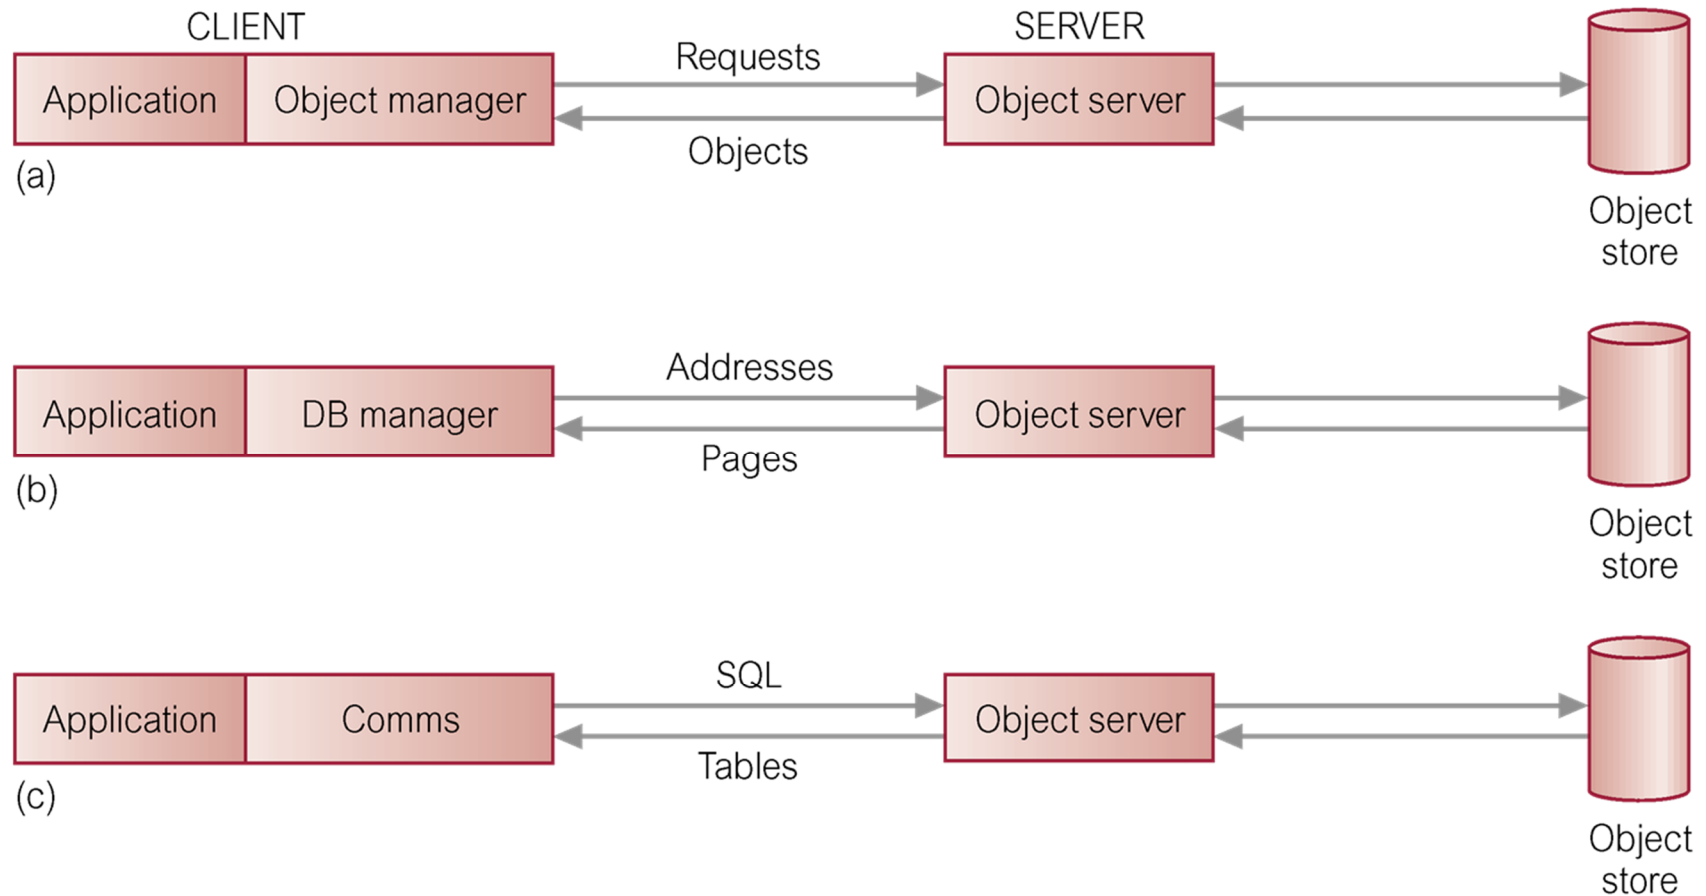 CLIENT
SERVER
Requests
Application
Object manager
Object server
Objects
(a)
Object
store
Addresses
Application
DB manager
Object server
Pages
(b)
Object
store
SQL
Application
Comms
Object server
Tables
(c)
Object
store